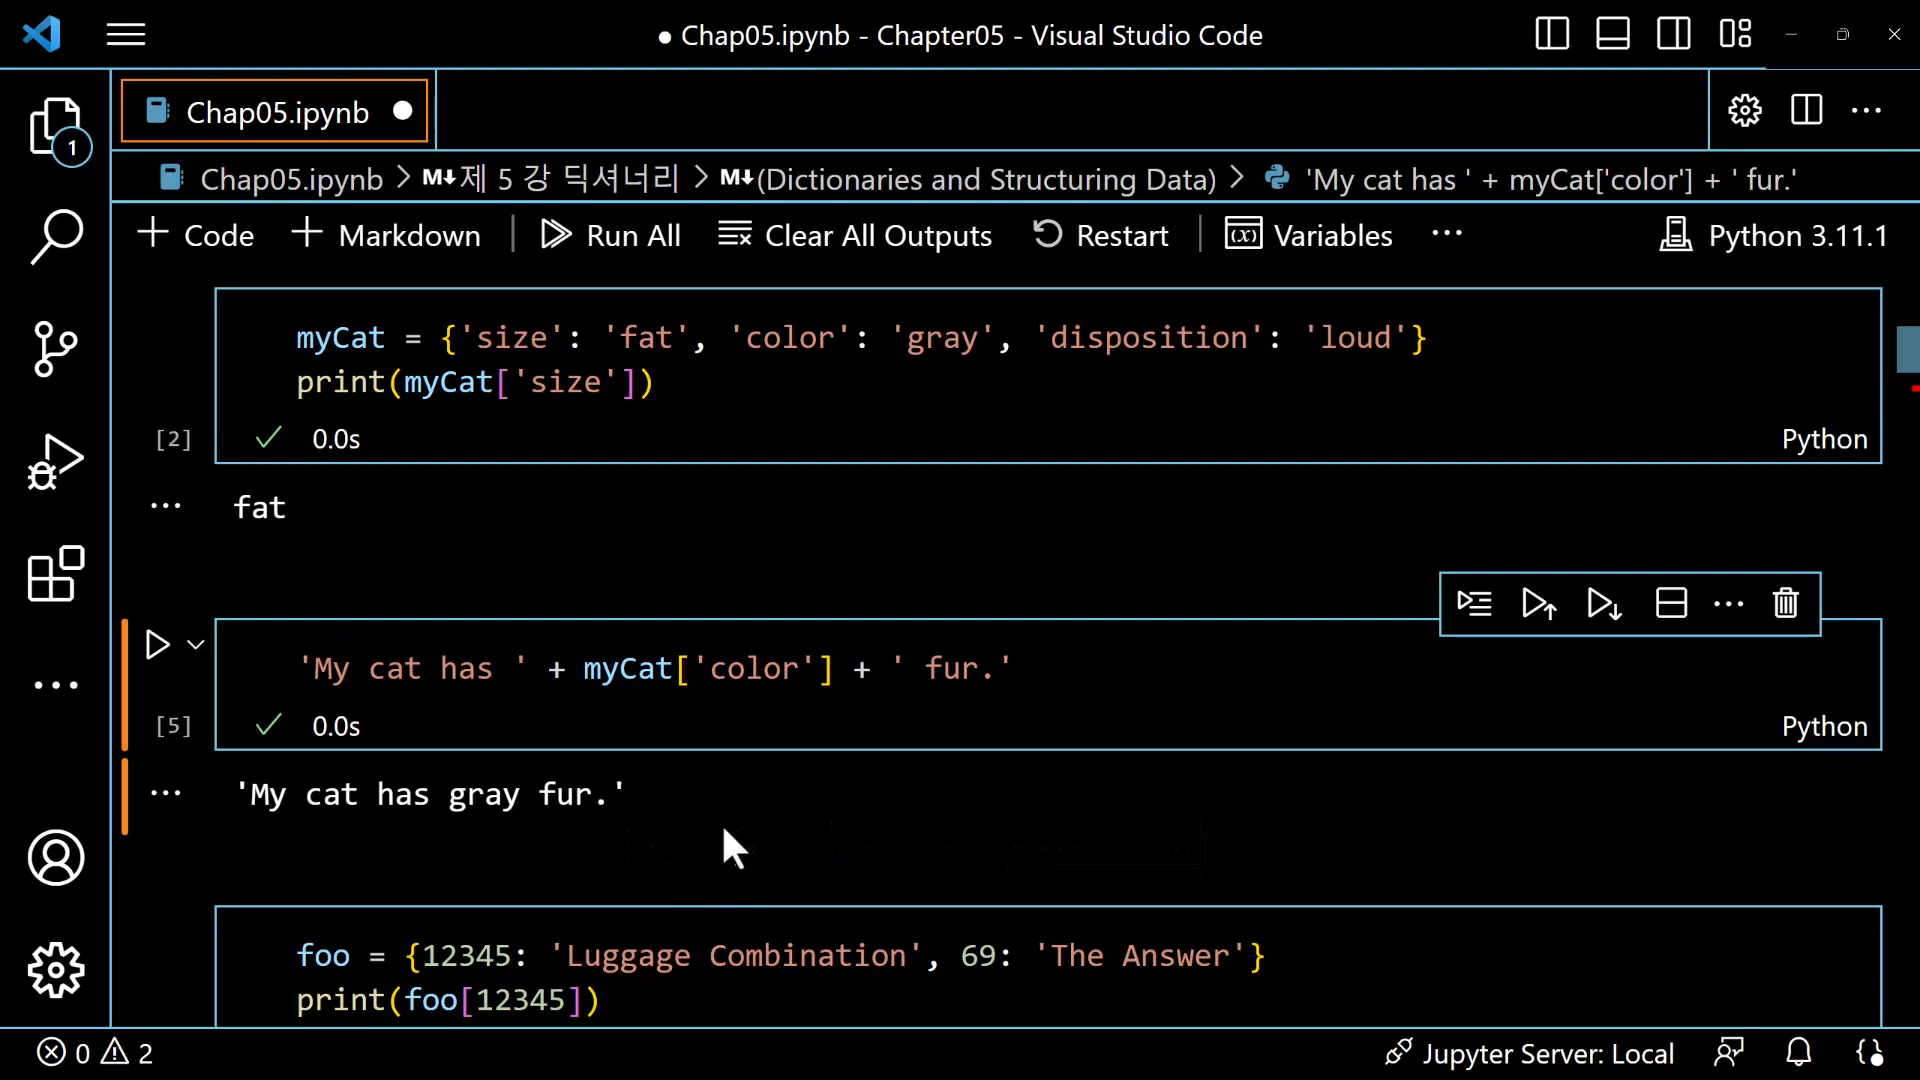 ● Chap05.ipynb - Chapter05 - Visual Studio Code
Chap05.ipynb ●
1
Chap05.ipynb > M↓제 5 강 딕셔너리 > M↓(Dictionaries and Structuring Data) > 'My cat has ' + myCat['color'] + ' fur.'
+ Code + Markdown | Run All Clear All Outputs Restart | Variables ··· Python 3.11.1
myCat = {'size': 'fat', 'color': 'gray', 'disposition': 'loud'}
print(myCat['size'])
[2] ✓ 0.0s Python
··· fat
'My cat has ' + myCat['color'] + ' fur.'
[5] ✓ 0.0s Python
··· 'My cat has gray fur.'
foo = {12345: 'Luggage Combination', 69: 'The Answer'}
print(foo[12345])
0 2 Jupyter Server: Local